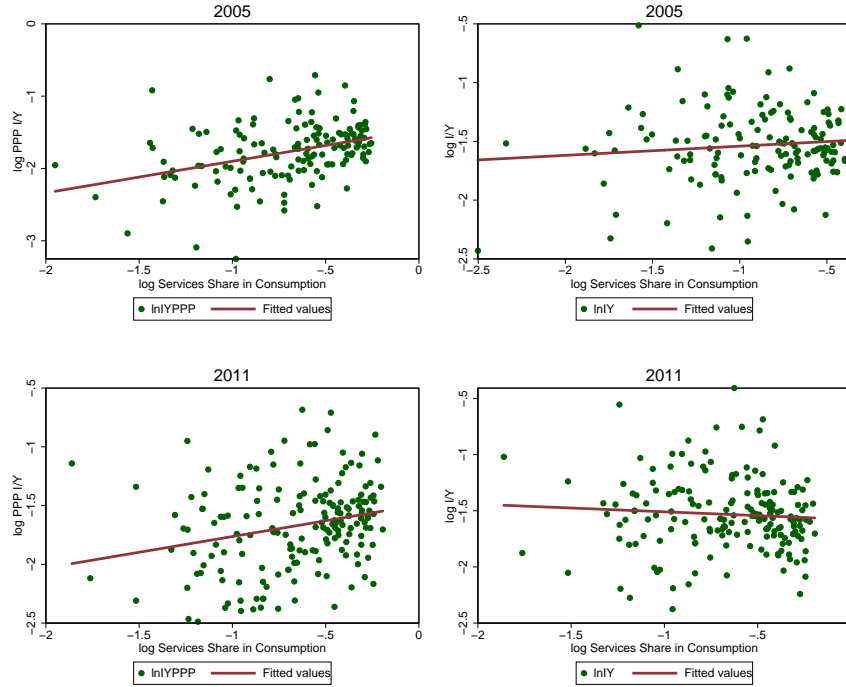 2005
log PPP I/Y
0
−1
−2
−3
−2 −1.5 −1 −.5 0
log Services Share in Consumption
lnIYPPP Fitted values
2005
log I/Y
−.5
−1
−1.5
−2
−2.5
−2.5 −2 −1.5 −1 −.5
log Services Share in Consumption
lnIY Fitted values
2011
log PPP I/Y
−.5
−1
−1.5
−2
−2.5
−2 −1.5 −1 −.5 0
log Services Share in Consumption
lnIYPPP Fitted values
2011
log I/Y
−.5
−1
−1.5
−2
−2.5
−2 −1.5 −1 −.5
log Services Share in Consumption
lnIY Fitted values